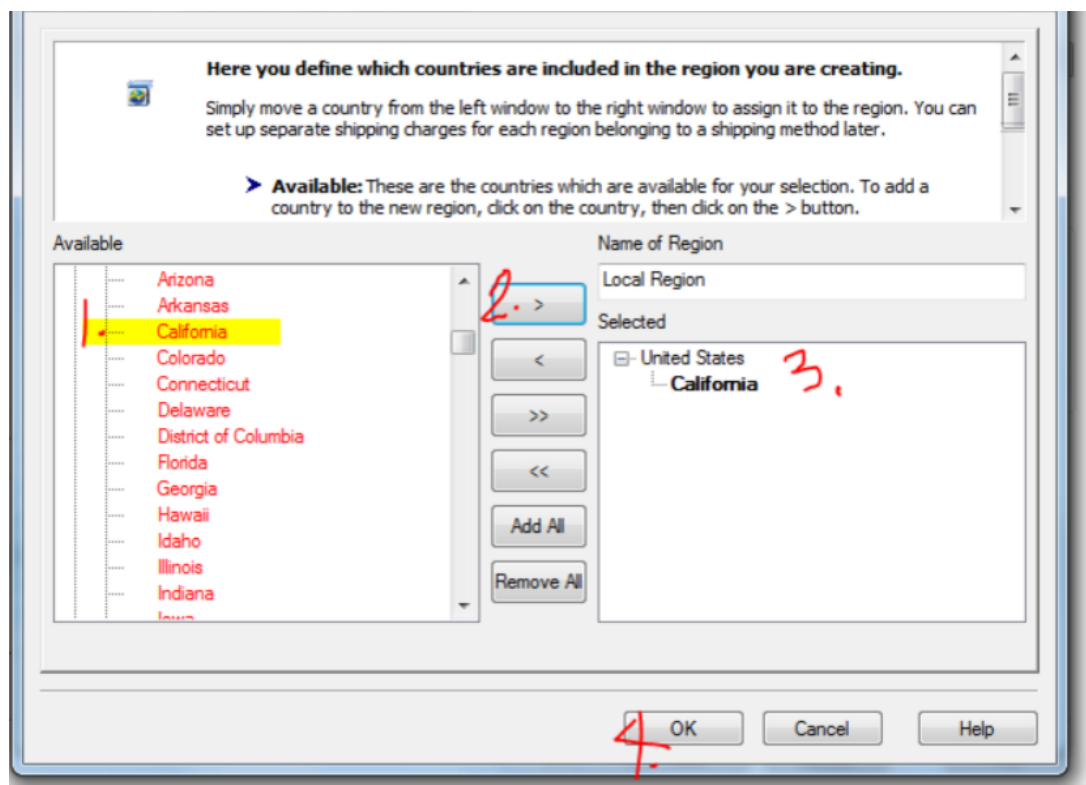 Here you define which countries are included in the region you are creating.
Simply move a country from the left window to the right window to assign it to the region. You can
set up separate shipping charges for each region belonging to a shipping method later.
Available: These are the countries which are available for your selection. To add a
country to the new region, click on the country, then click on the > button.
Available
Arizona
Arkansas
1. California
Colorado
Connecticut
Delaware
District of Columbia
Florida
Georgia
Hawaii
Idaho
Illinois
Indiana
Iowa
2. >
<
>>
<<
Add All
Remove All
Name of Region
Local Region
Selected
United States 3.
California
4. OK
Cancel
Help